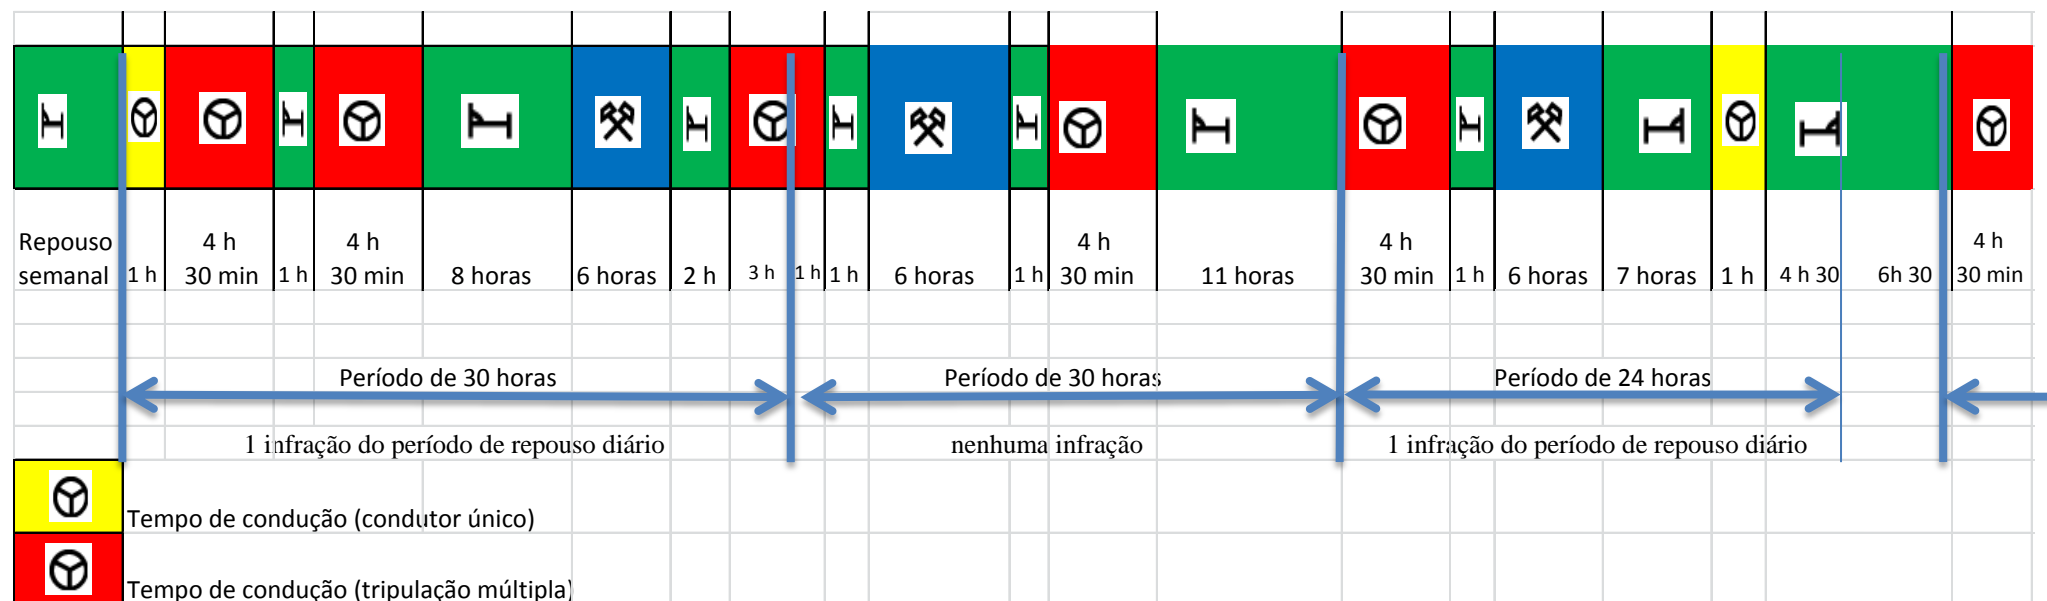 Repouso semanal 1 h 4 h 30 min 1 h 4 h 30 min 8 horas 6 horas 2 h 3 h 1 h 1 h 6 horas 1 h 4 h 30 min 11 horas 4 h 30 min 1 h 6 horas 7 horas 1 h 4 h 30 6h 30 4 h 30 min
Período de 30 horas Período de 30 horas Período de 24 horas
1 infração do período de repouso diário nenhuma infração 1 infração do período de repouso diário
Tempo de condução (condutor único)
Tempo de condução (tripulação múltipla)